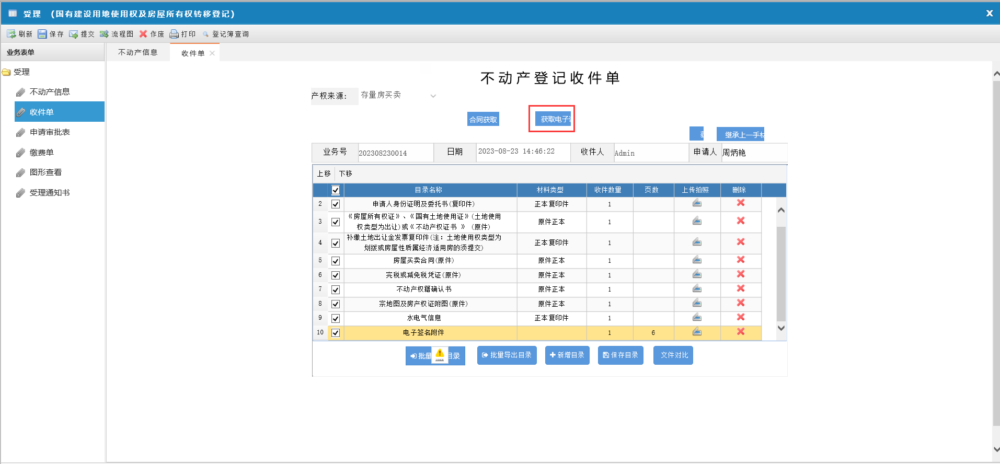 受理 (国有建设用地使用权及房屋所有权转移登记)
刷新 保存 提交 流程图 作废 打印 登记簿查询
业务表单
不动产信息 收件单
受理
不动产信息
收件单
申请审批表
缴费单
图形查看
受理通知书
不动产登记收件单
产权来源: 存量房买卖
合同获取 获取电子
继承上一手材
业务号 202308230014 日期 2023-08-23 14:46:22 收件人 Admin 申请人 周炳艳
上移 下移
目录名称 材料类型 收件数量 页数 上传拍照 删除
2 申请人身份证明及委托书(复印件) 正本复印件 1
3 《房屋所有权证》、《国有土地使用证》(土地使用
权类型为出让)或《不动产权证书 》 (原件) 原件正本 1
4 补缴土地出让金发票复印件(注：土地使用权类型为
划拨或房屋性质属经济适用房的须提交) 正本复印件 1
5 房屋买卖合同(原件) 原件正本 1
6 完税或减免税凭证(原件) 原件正本 1
7 不动产权籍确认书 原件正本 1
8 宗地图及房产权证附图(原件) 原件正本 1
9 水电气信息 正本复印件 1
10 电子签名附件 1 6
批量 目录 批量导出目录 新增目录 保存目录 文件对比